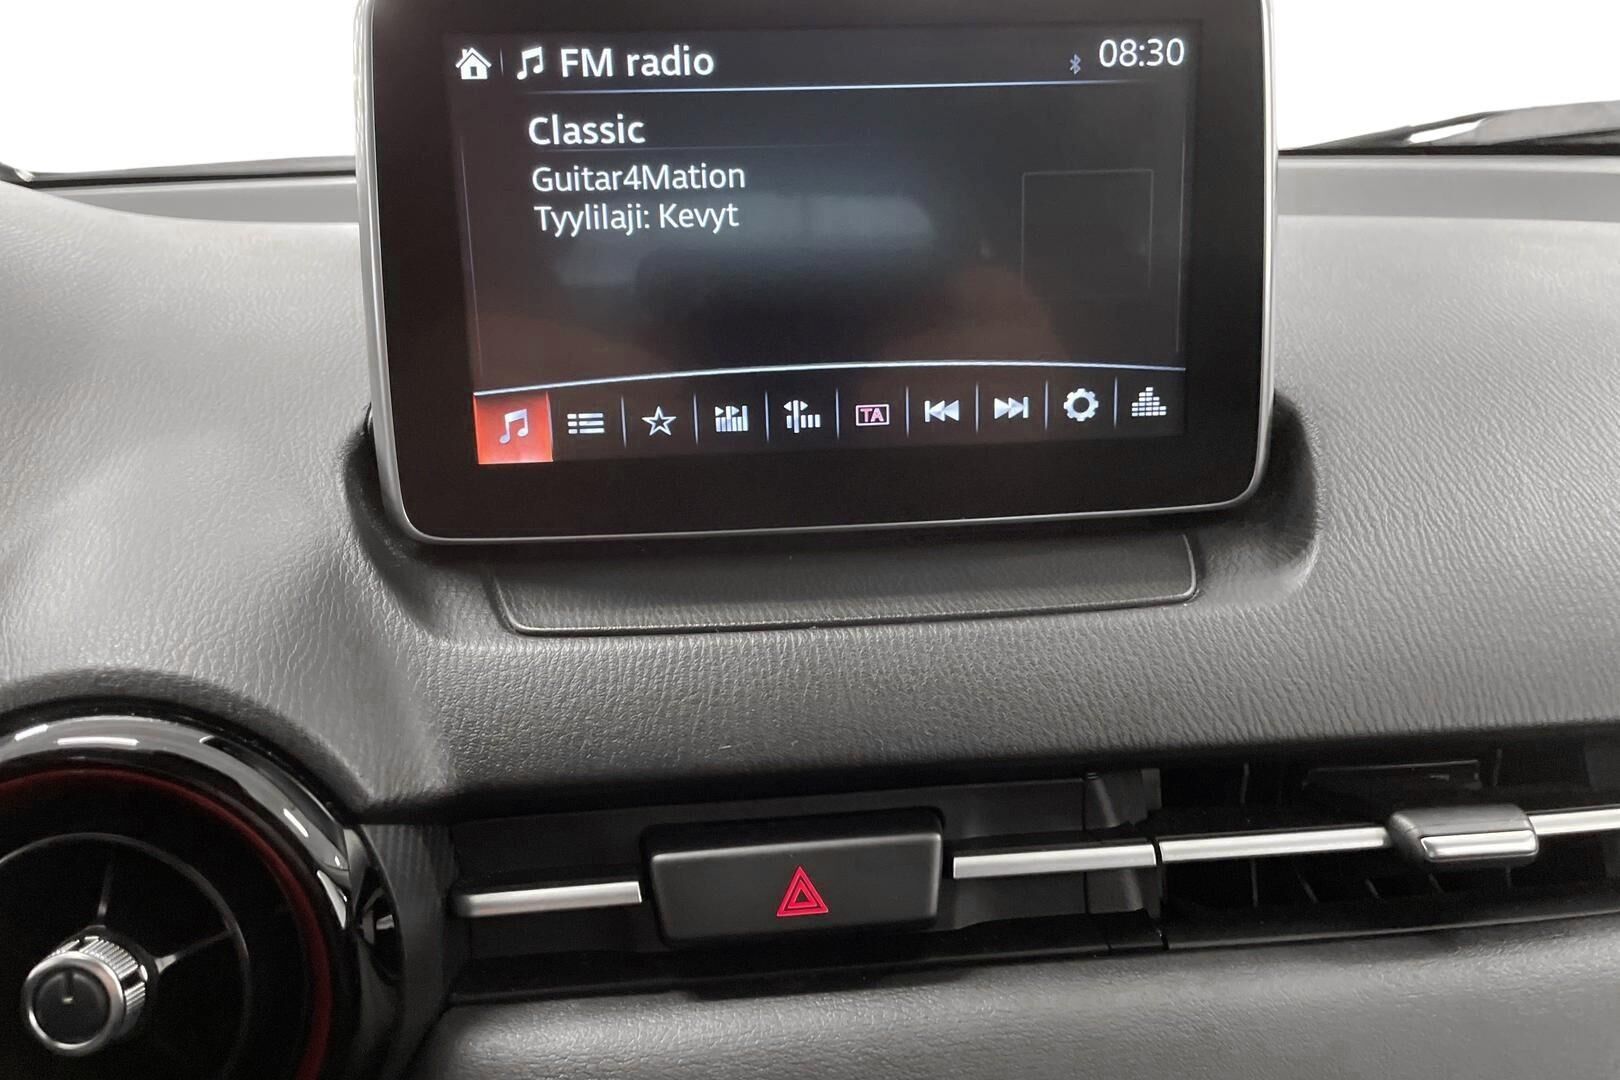 FM radio
08:30
Classic
Guitar4Mation
Tyylilaji: Kevyt
TA